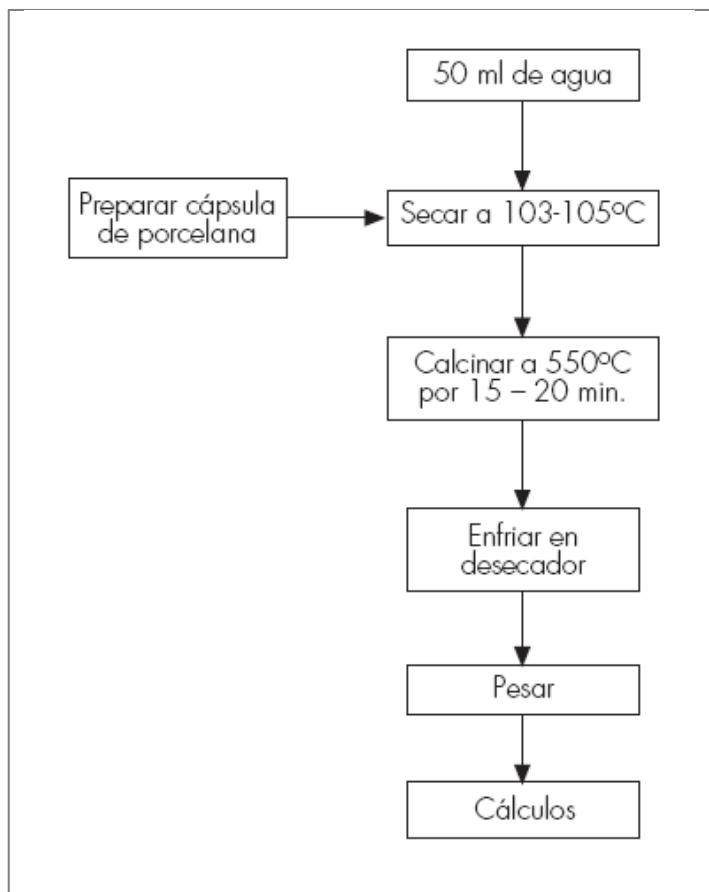 50 ml de agua
Preparar cápsula
de porcelana
Secar a 103-105ºC
Calcinar a 550ºC
por 15 – 20 min.
Enfriar en
desecador
Pesar
Cálculos